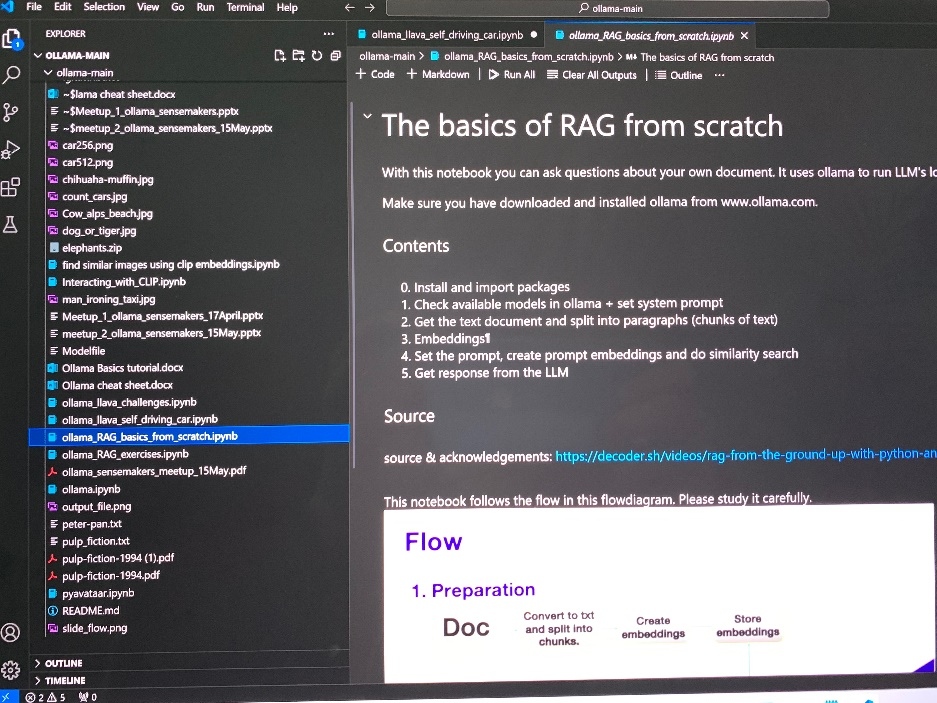 File Edit Selection View Go Run Terminal Help
ollama-main
EXPLORER
OLLAMA-MAIN
ollama-main
~$lama cheat sheet.docx
~$Meetup_1_ollama_sensemakers.pptx
~$meetup_2_ollama_sensemakers_15May.pptx
car256.png
car512.png
chihuaha-muffin.jpg
count_cars.jpg
Cow_alps_beach.jpg
dog_or_tiger.jpg
elephants.zip
find similar images using clip embeddings.ipynb
Interacting_with_CLIP.ipynb
man_ironing_taxi.jpg
Meetup_1_ollama_sensemakers_17April.pptx
meetup_2_ollama_sensemakers_15May.pptx
Modelfile
Ollama Basics tutorial.docx
Ollama cheat sheet.docx
ollama_llava_challenges.ipynb
ollama_llava_self_driving_car.ipynb
ollama_RAG_basics_from_scratch.ipynb
ollama_RAG_exercises.ipynb
ollama_sensemakers_meetup_15May.pdf
ollama.ipynb
output_file.png
peter-pan.txt
pulp_fiction.txt
pulp-fiction-1994 (1).pdf
pulp-fiction-1994.pdf
pyavataar.ipynb
README.md
slide_flow.png
OUTLINE
TIMELINE
2 5 0
1
ollama_llava_self_driving_car.ipynb ollama_RAG_basics_from_scratch.ipynb
ollama-main > ollama_RAG_basics_from_scratch.ipynb > The basics of RAG from scratch
+ Code + Markdown Run All Clear All Outputs Outline ...
The basics of RAG from scratch
With this notebook you can ask questions about your own document. It uses ollama to run LLM's
Make sure you have downloaded and installed ollama from www.ollama.com.
Contents
0. Install and import packages
1. Check available models in ollama + set system prompt
2. Get the text document and split into paragraphs (chunks of text)
3. Embeddings¶
4. Set the prompt, create prompt embeddings and do similarity search
5. Get response from the LLM
Source
source & acknowledgements: https://decoder.sh/videos/rag-from-the-ground-up-with-python-an
This notebook follows the flow in this flowdiagram. Please study it carefully.
Flow
1. Preparation
Doc
Convert to txt
and split into
chunks.
Create
embeddings
Store
embeddings